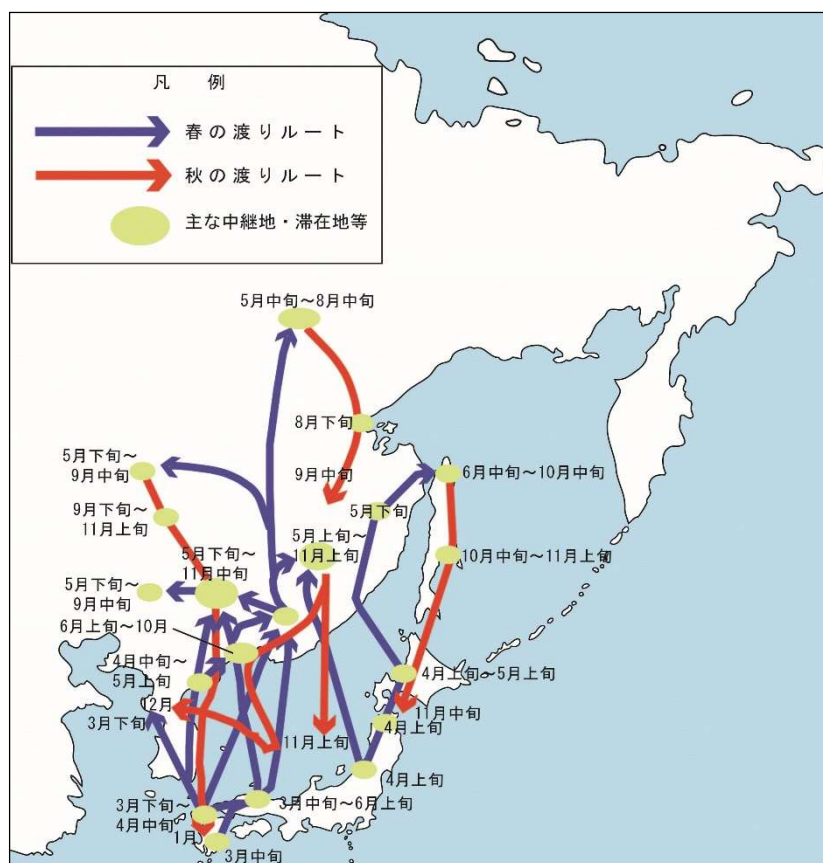 凡 例
春の渡りルート
秋の渡りルート
主な中継地・滞在地等
5月中旬～8月中旬
8月下旬
9月中旬
5月下旬～
9月中旬
6月中旬～10月中旬
9月下旬～
11月上旬
5月下旬
5月上旬～
11月上旬
5月下旬～
11月中旬
10月中旬～11月上旬
5月下旬～
9月中旬
6月上旬～10月
4月中旬～
5月上旬
4月上旬～5月上旬
12月
3月下旬
11月中旬
4月上旬
11月上旬
4月上旬
3月下旬～
4月中旬
3月中旬～6月上旬
1月
3月中旬